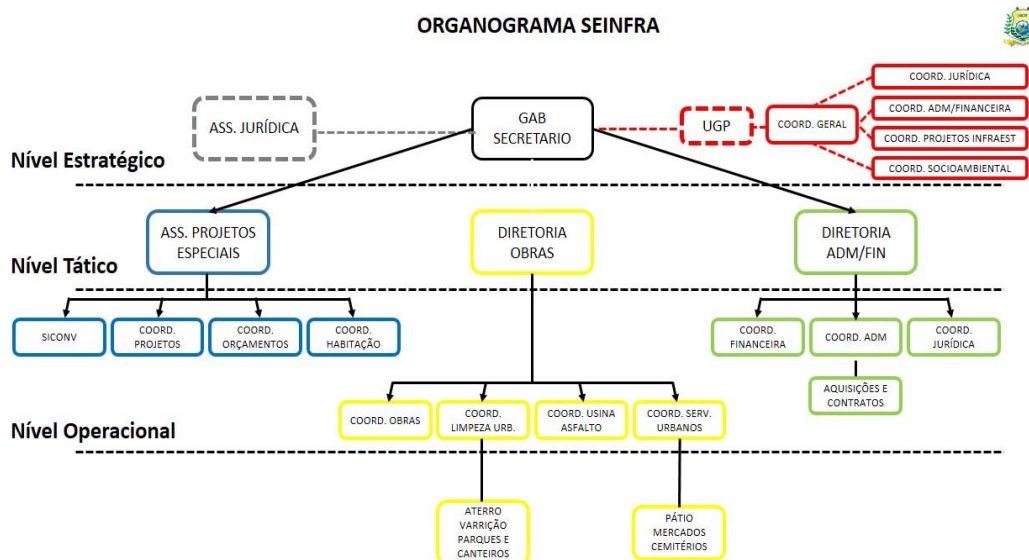 ORGANOGRAMA SEINFRA
COORD. JURÍDICA
ASS. JURÍDICA
GAB
SECRETARIO
UGP
COORD. GERAL
COORD. ADM/FINANCEIRA
COORD. PROJETOS INFRAEST
COORD. SOCIOAMBIENTAL
Nível Estratégico
ASS. PROJETOS
ESPECIAIS
DIRETORIA
OBRAS
DIRETORIA
ADM/FIN
Nível Tático
SICONV
COORD.
PROJETOS
COORD.
ORÇAMENTOS
COORD.
HABITAÇÃO
COORD.
FINANCEIRA
COORD. ADM
COORD.
JURÍDICA
AQUISIÇÕES E
CONTRATOS
COORD. OBRAS
COORD.
LIMPEZA URB.
COORD. USINA
ASFALTO
COORD. SERV.
URBANOS
Nível Operacional
ATERRO
VARRIÇÃO
PARQUES E
CANTEIROS
PÁTIO
MERCADOS
CEMITÉRIOS